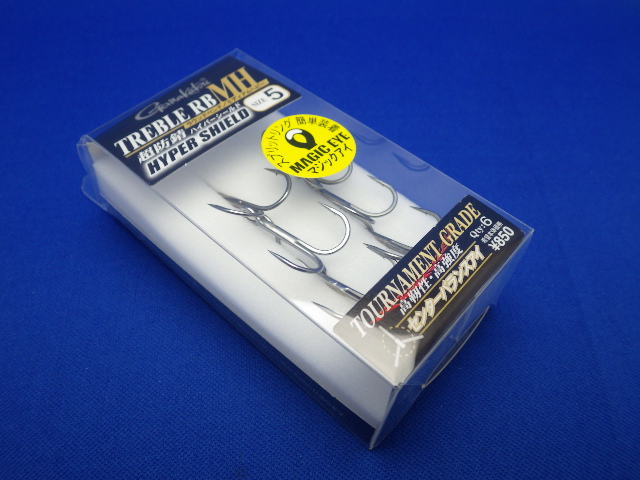 Gamakatsu
TREBLE RB MH
SIZE 5
超防錆 ハイパーシールド
HYPER SHIELD
スプリットリング 簡単装着
MAGIC EYE
マジックアイ
TOURNAMENT GRADE
高靭性・高強度
Qty:6
¥850
センターバランスアイ